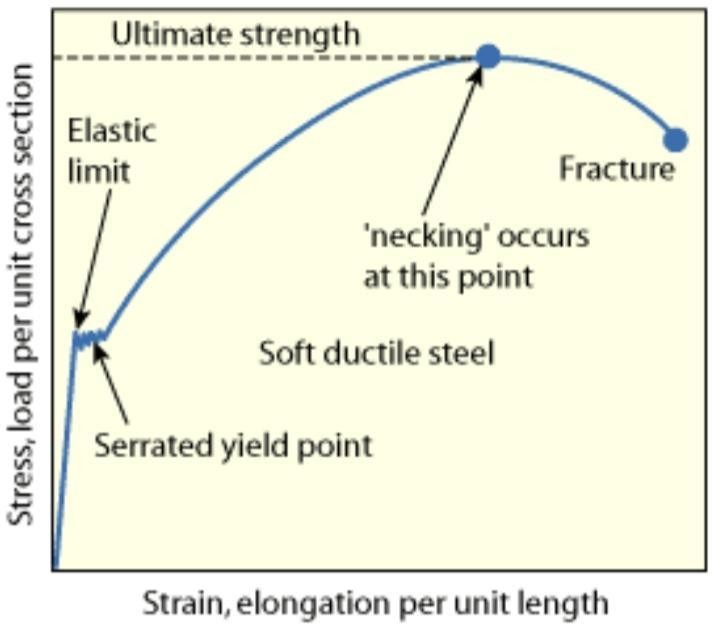 Ultimate strength
Elastic
limit
Fracture
'necking' occurs
at this point
Soft ductile steel
Serrated yield point
Stress, load per unit cross section
Strain, elongation per unit length